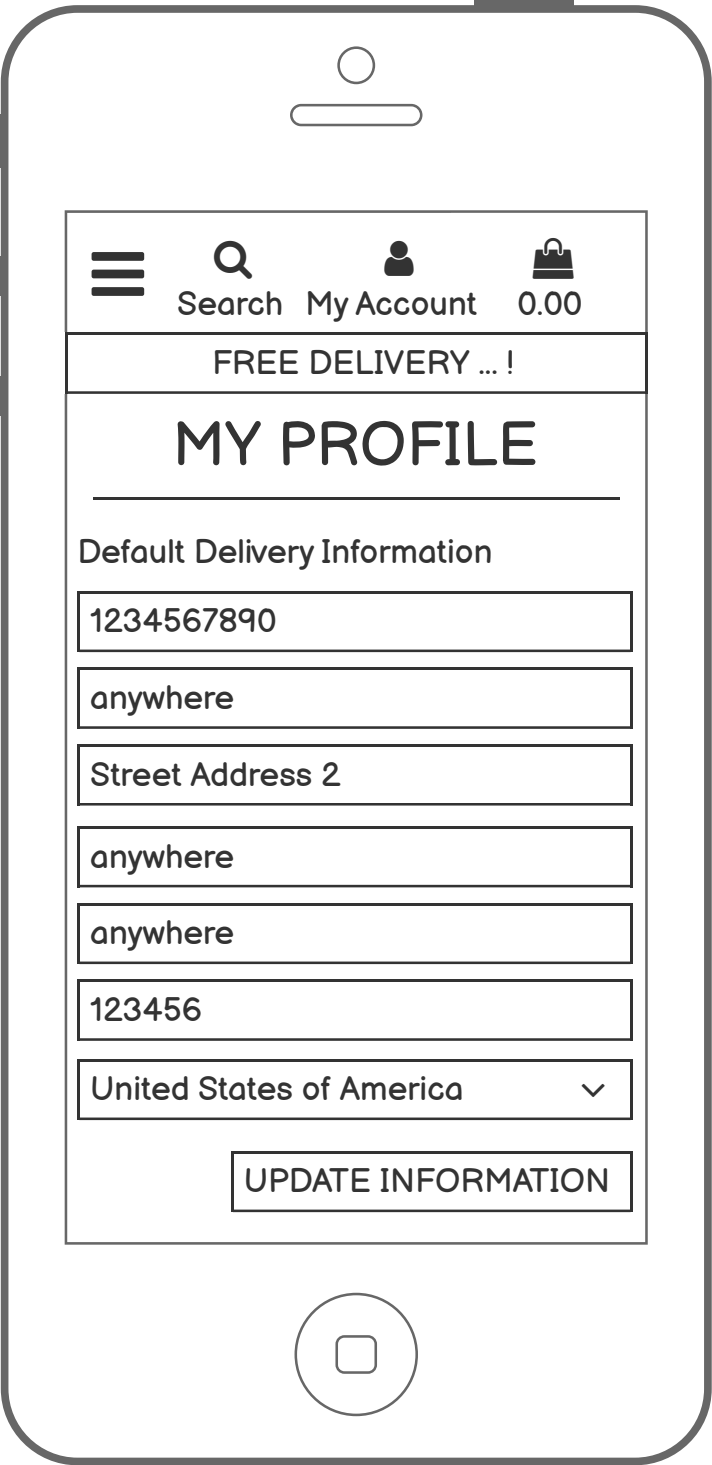 Search My Account 0.00
FREE DELIVERY ... !
MY PROFILE
Default Delivery Information
1234567890
anywhere
Street Address 2
anywhere
anywhere
123456
United States of America
UPDATE INFORMATION